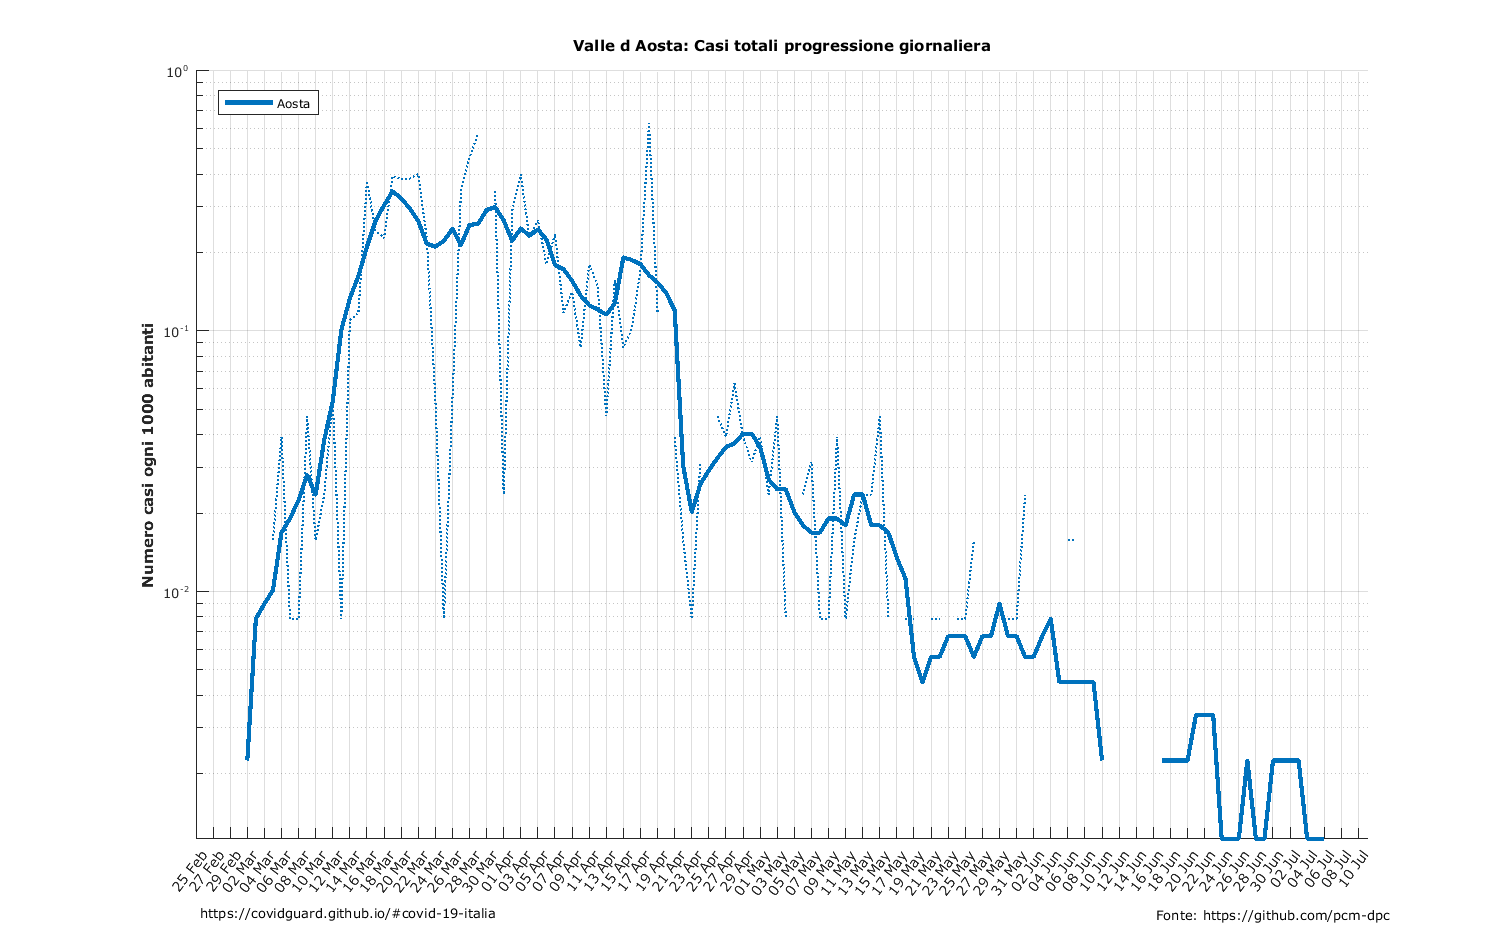 Valle d Aosta: Casi totali progressione giornaliera
Aosta
Numero casi ogni 1000 abitanti
10^0
10^-1
10^-2
25 Feb
27 Feb
29 Feb
02 Mar
04 Mar
06 Mar
08 Mar
10 Mar
12 Mar
14 Mar
16 Mar
18 Mar
20 Mar
22 Mar
24 Mar
26 Mar
28 Mar
30 Mar
01 Apr
03 Apr
05 Apr
07 Apr
09 Apr
11 Apr
13 Apr
15 Apr
17 Apr
19 Apr
21 Apr
23 Apr
25 Apr
27 Apr
29 Apr
01 May
03 May
05 May
07 May
09 May
11 May
13 May
15 May
17 May
19 May
21 May
23 May
25 May
27 May
29 May
31 May
02 Jun
04 Jun
06 Jun
08 Jun
10 Jun
12 Jun
14 Jun
16 Jun
18 Jun
20 Jun
22 Jun
24 Jun
26 Jun
28 Jun
30 Jun
02 Jul
04 Jul
06 Jul
08 Jul
10 Jul
https://covidguard.github.io/#covid-19-italia
Fonte: https://github.com/pcm-dpc